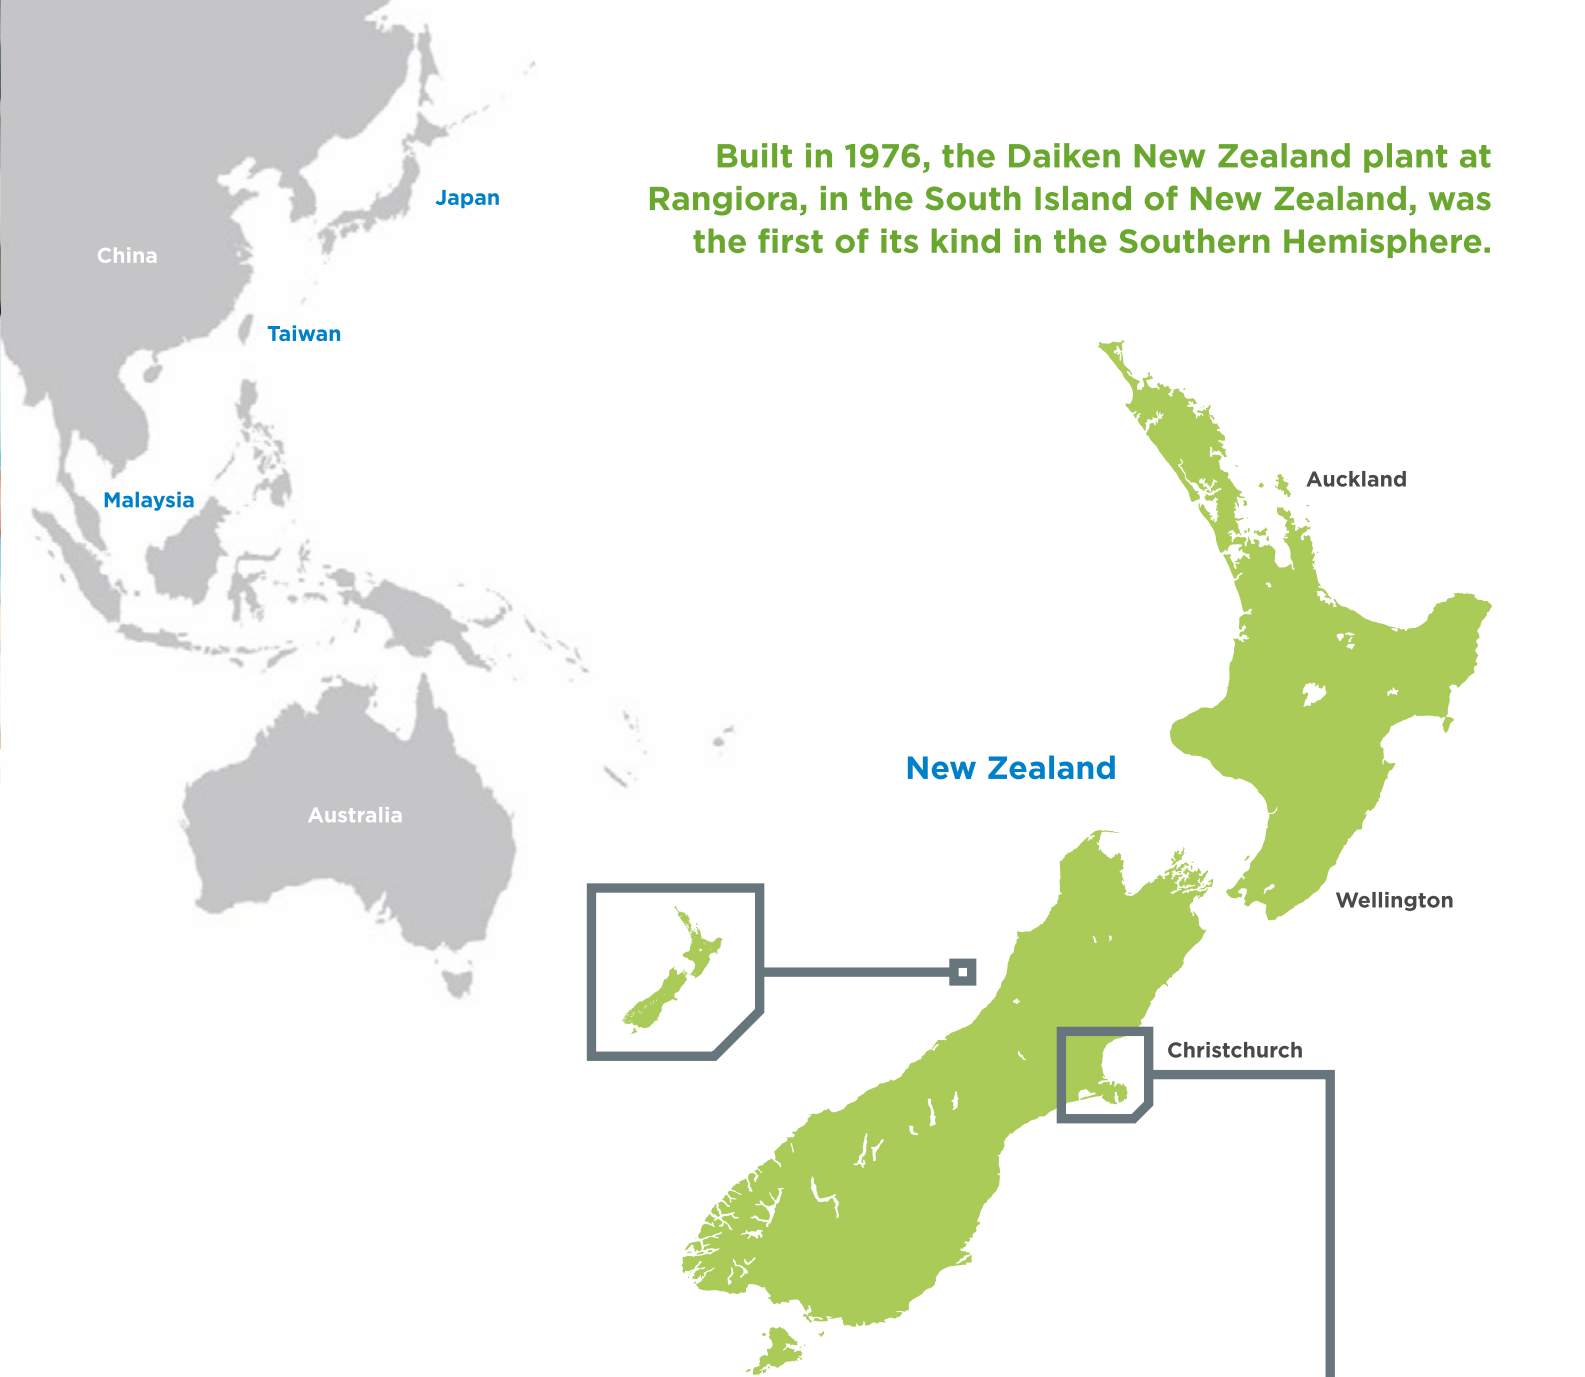 Built in 1976, the Daiken New Zealand plant at
Rangiora, in the South Island of New Zealand, was
the first of its kind in the Southern Hemisphere.
Japan
China
Taiwan
Malaysia
Australia
New Zealand
Auckland
Wellington
Christchurch